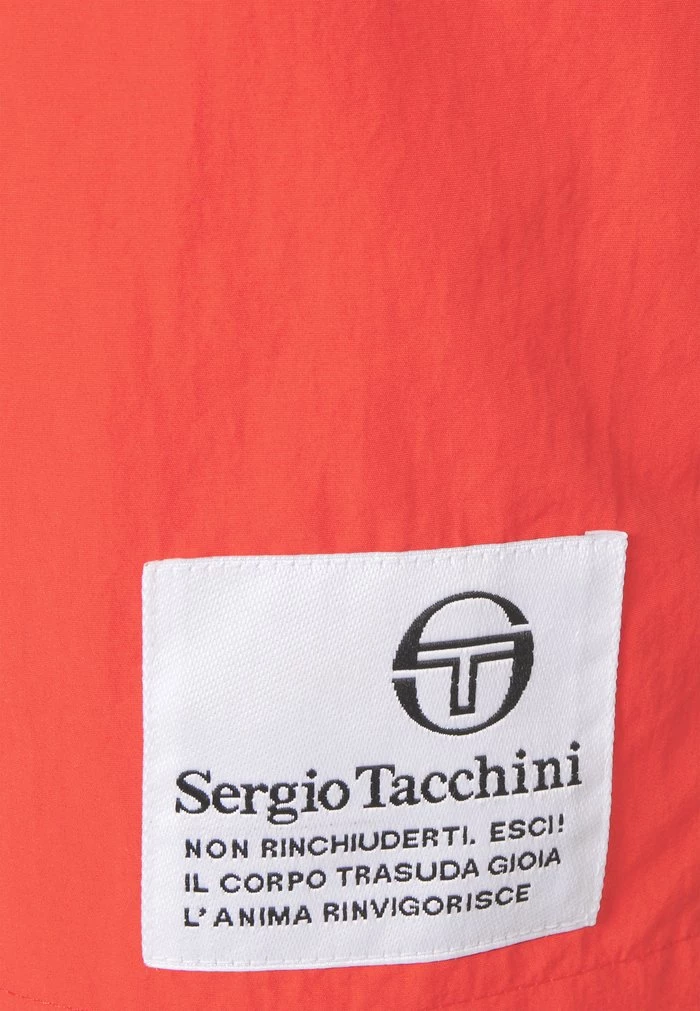 Sergio Tacchini
NON RINCHIUDERTI. ESCI!
IL CORPO TRASUDA GIOIA
L'ANIMA RINVIGORISCE